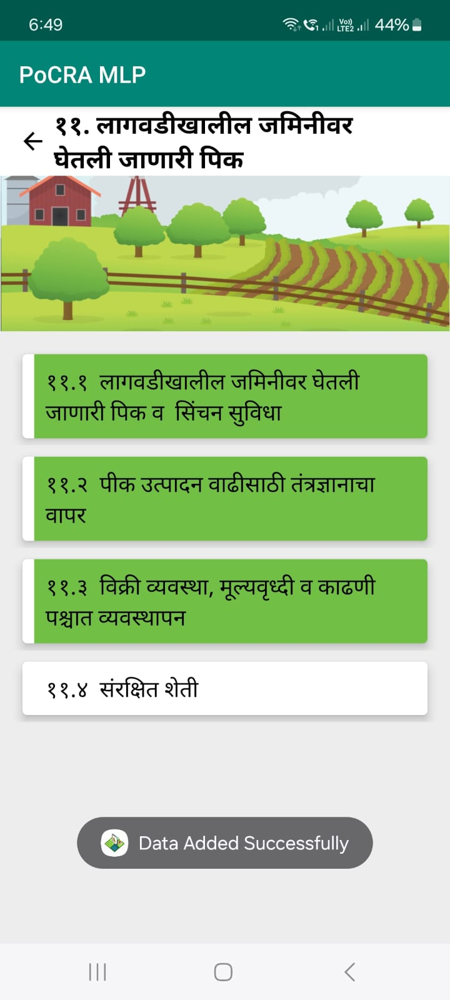 6:49
Vo))
LTE2
44%
PoCRA MLP
११. लागवडीखालील जमिनीवर
घेतली जाणारी पिक
११.१ लागवडीखालील जमिनीवर घेतली
जाणारी पिक व सिंचन सुविधा
११.२ पीक उत्पादन वाढीसाठी तंत्रज्ञानाचा
वापर
११.३ विक्री व्यवस्था, मूल्यवृध्दी व काढणी
पश्चात व्यवस्थापन
११.४ संरक्षित शेती
Data Added Successfully